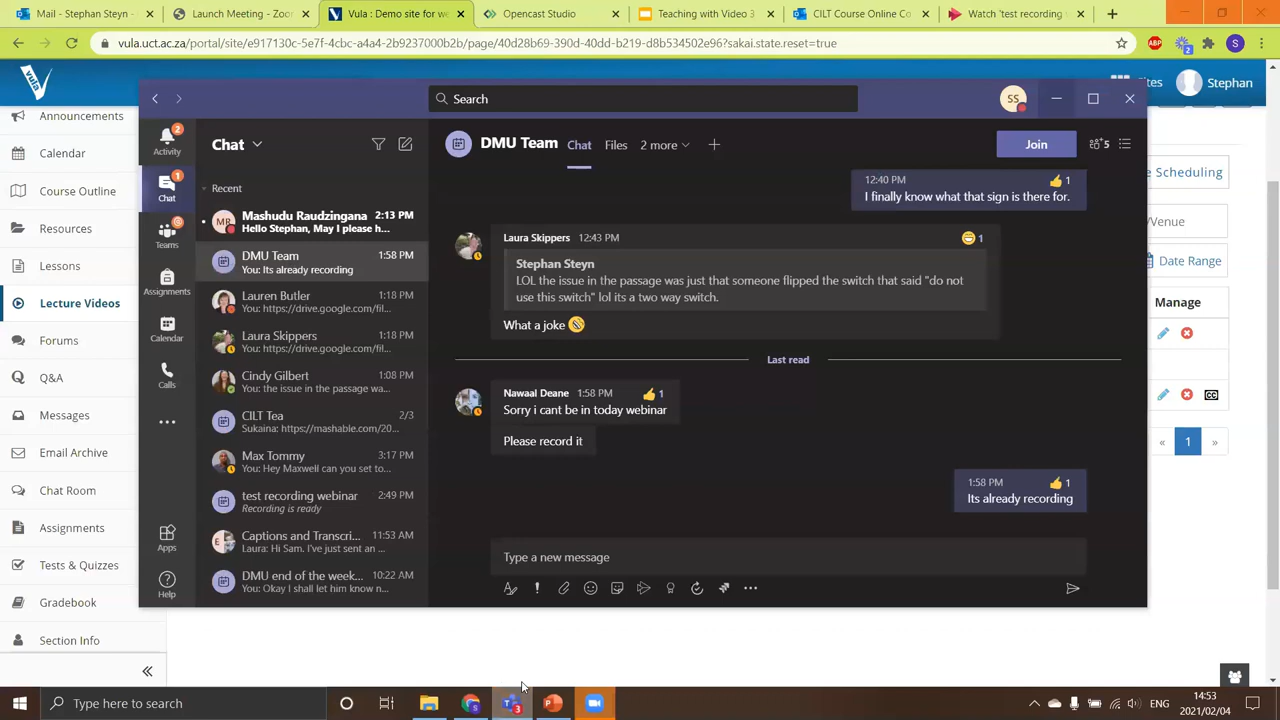 Mail - Stephan Steyn -
Launch Meeting - Zoo
Vula : Demo site for we
Opencast Studio
Teaching with Video 3
CILT Course Online Co
Watch 'test recording
vula.uct.ac.za/portal/site/e917130c-5e7f-4cbc-a4a4-2b9237000b2b/page/40d28b69-390d-40dd-b219-d8b534502e96?sakai.state.reset=true
ABP
2
S
vula
Stephan
Announcements
Calendar
Course Outline
Resources
Lessons
Lecture Videos
Forums
Q&A
Messages
Email Archive
Chat Room
Assignments
Tests & Quizzes
Gradebook
Section Info
Search
SS
2
Activity
1
Chat
Teams
Assignments
Calendar
Calls
Apps
Help
Chat
Recent
MR
Mashudu Raudzingana 2:13 PM
Hello Stephan, May I please h...
DMU Team 1:58 PM
You: Its already recording
Lauren Butler 1:18 PM
You: https://drive.google.com/fil...
Laura Skippers 1:18 PM
You: https://drive.google.com/fil...
Cindy Gilbert 1:08 PM
You: the issue in the passage wa...
CILT Tea 2/3
Sukaina: https://mashable.com/20...
Max Tommy 3:17 PM
You: Hey Maxwell can you set to...
test recording webinar 2:49 PM
Recording is ready
Captions and Transcri... 11:53 AM
Laura: Hi Sam. I've just sent an ...
DMU end of the week... 10:22 AM
You: Okay I shall let him know n...
DMU Team
Chat
Files
2 more
Join
5
12:40 PM 1
I finally know what that sign is there for.
Laura Skippers 12:43 PM 1
Stephan Steyn
LOL the issue in the passage was just that someone flipped the switch that said "do not
use this switch" lol its a two way switch.
What a joke
Last read
Nawaal Deane 1:58 PM 1
Sorry i cant be in today webinar
Please record it
1:58 PM 1
Its already recording
Type a new message
Scheduling
/Venue
Date Range
Manage
CC
« 1 »
Type here to search
3
ENG
14:53
2021/02/04